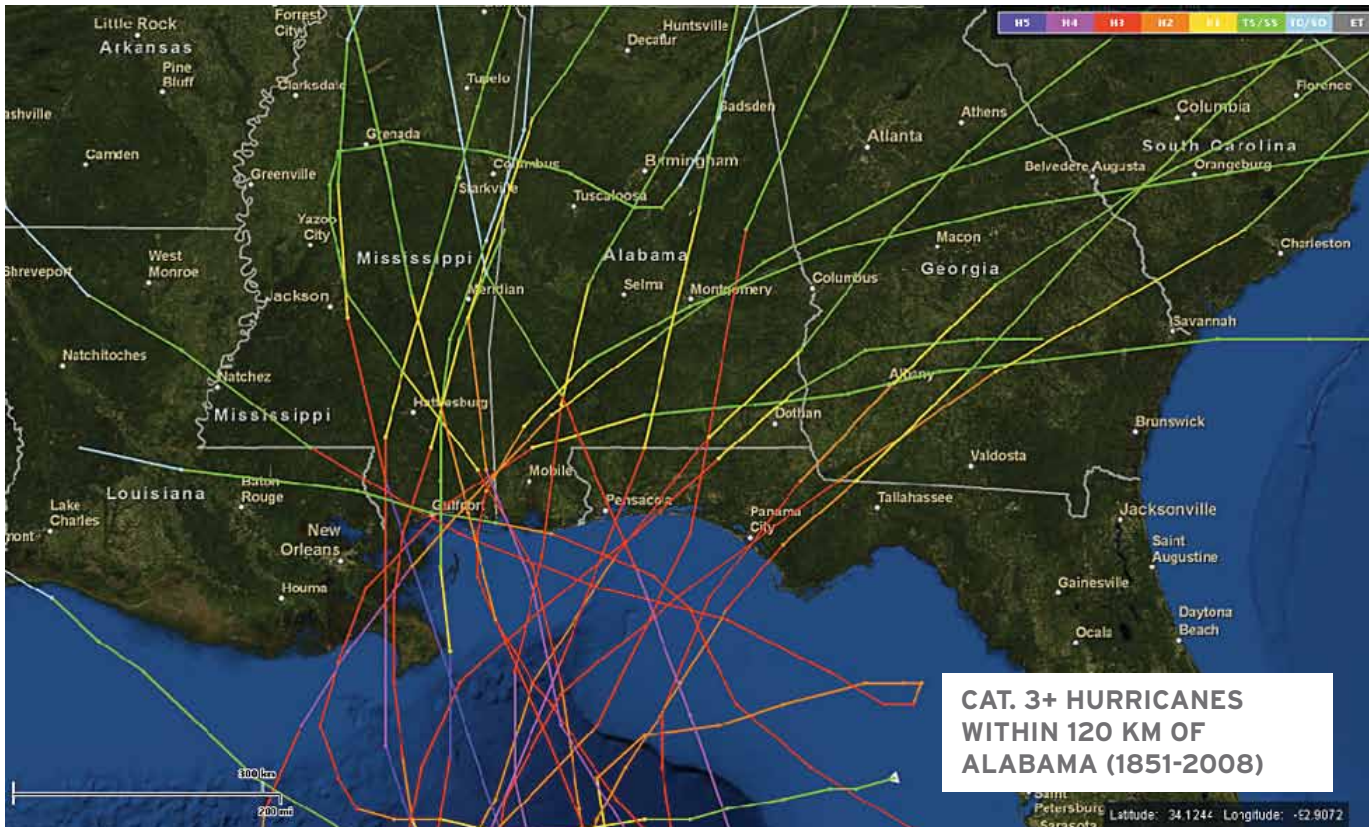 H5 H4 H3 H2 H1 TS/SS TD/SD ET
Little Rock
Arkansas
Forrest
City
Huntsville
Decatur
Pine
Bluff
Clarksdale
Tupelo
Gadsden
Florence
Athens
Columbia
ashville
Grenada
Atlanta
South Carolina
Camden
Columbus
Birmingham
Belvedere Augusta
Orangeburg
Greenville
Starkville
Tuscaloosa
Yazoo
City
Macon
Charleston
West
Monroe
Mississippi
Alabama
Georgia
Shreveport
Columbus
Jackson
Meridian
Selma
Montgomery
Savannah
Natchitoches
Natchez
Albany
Mississippi
Hattiesburg
Dothan
Brunswick
Valdosta
Mobile
Louisiana
Baton
Rouge
Gulfport
Pensacola
Tallahassee
Lake
Charles
Panama
City
Jacksonville
mont
New
Orleans
Saint
Augustine
Houma
Gainesville
Daytona
Beach
Ocala
CAT. 3+ HURRICANES
WITHIN 120 KM OF
ALABAMA (1851-2008)
300 km
200 mi
Saint
Petersburg
Sarasota
Latitude: 34.1244 Longitude: -92.9072